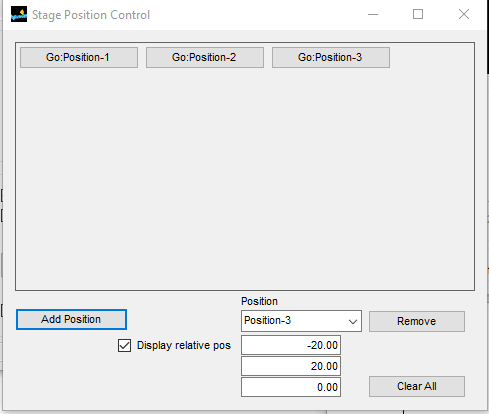 Stage Position Control
Go:Position-1 Go:Position-2 Go:Position-3
Position
Add Position Position-3 Remove
Display relative pos -20.00
20.00
0.00 Clear All